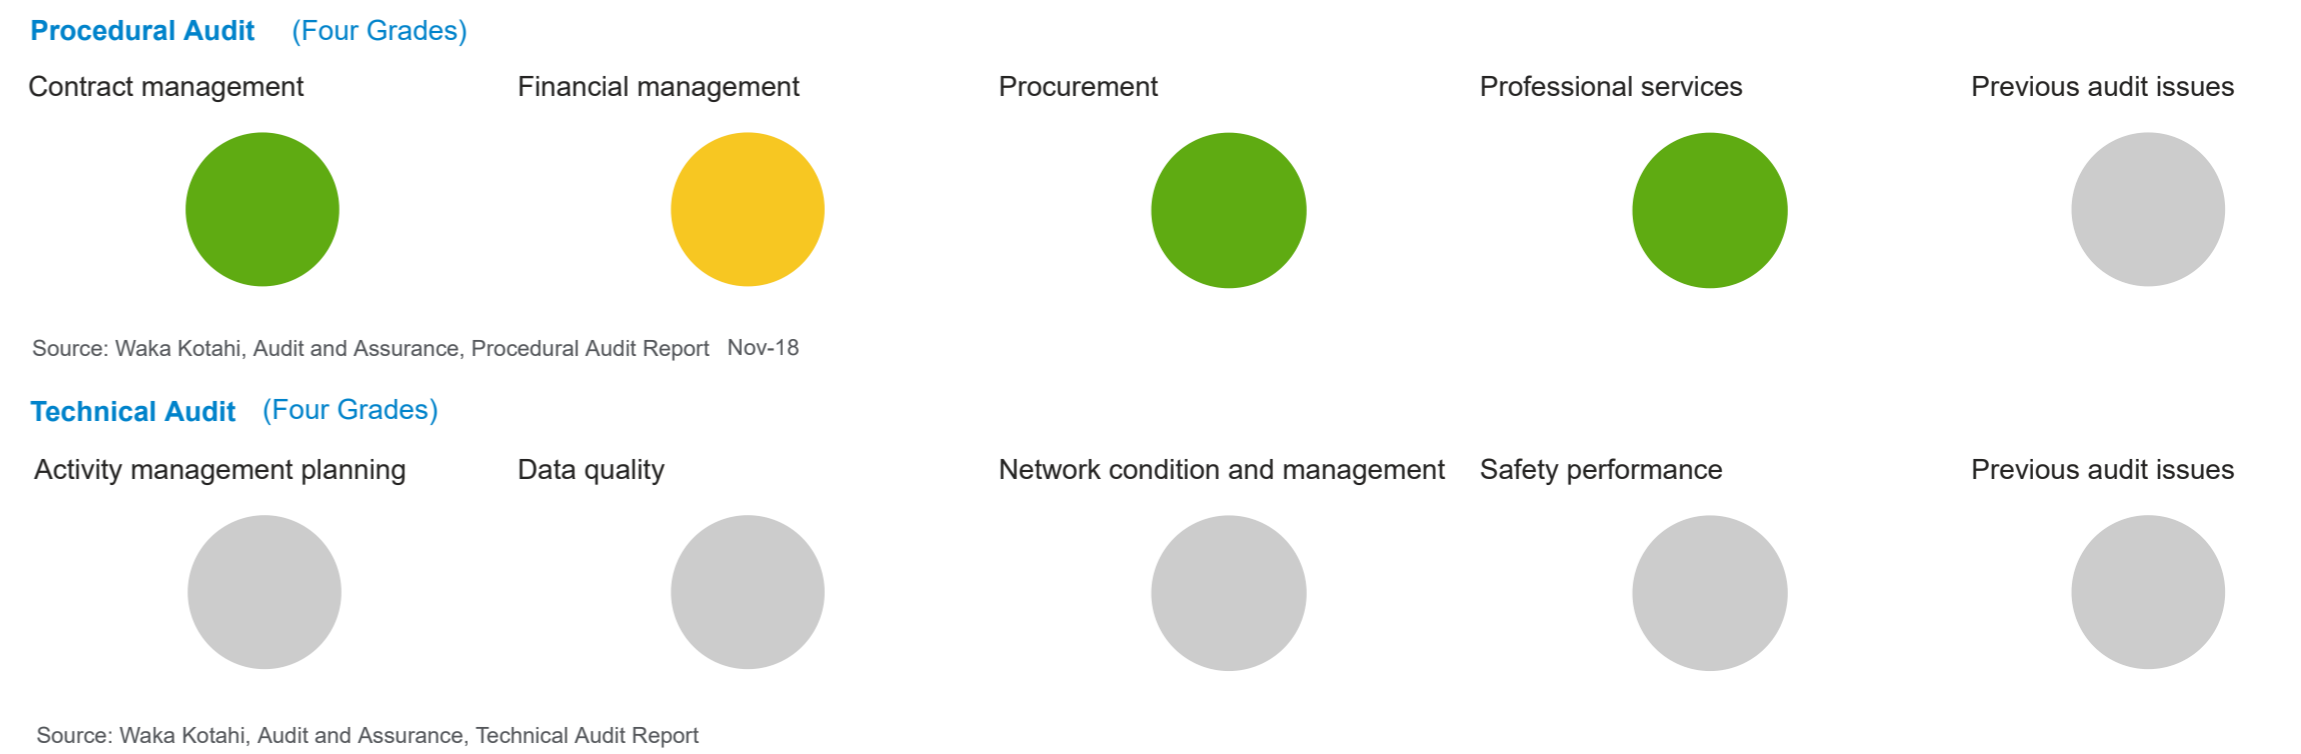 Procedural Audit (Four Grades)
Contract management
Financial management
Procurement
Professional services
Previous audit issues
Source: Waka Kotahi, Audit and Assurance, Procedural Audit Report Nov-18
Technical Audit (Four Grades)
Activity management planning
Data quality
Network condition and management
Safety performance
Previous audit issues
Source: Waka Kotahi, Audit and Assurance, Technical Audit Report